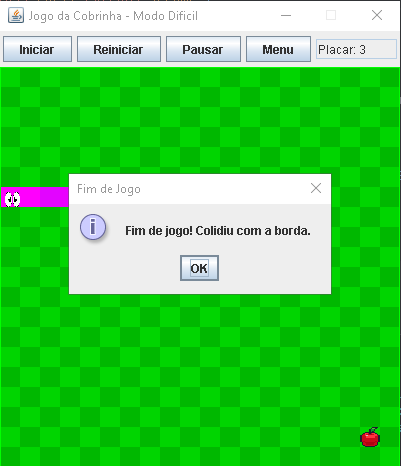 Jogo da Cobrinha - Modo Dificil
Iniciar Reiniciar Pausar Menu Placar: 3
Fim de Jogo
Fim de jogo! Colidiu com a borda.
OK